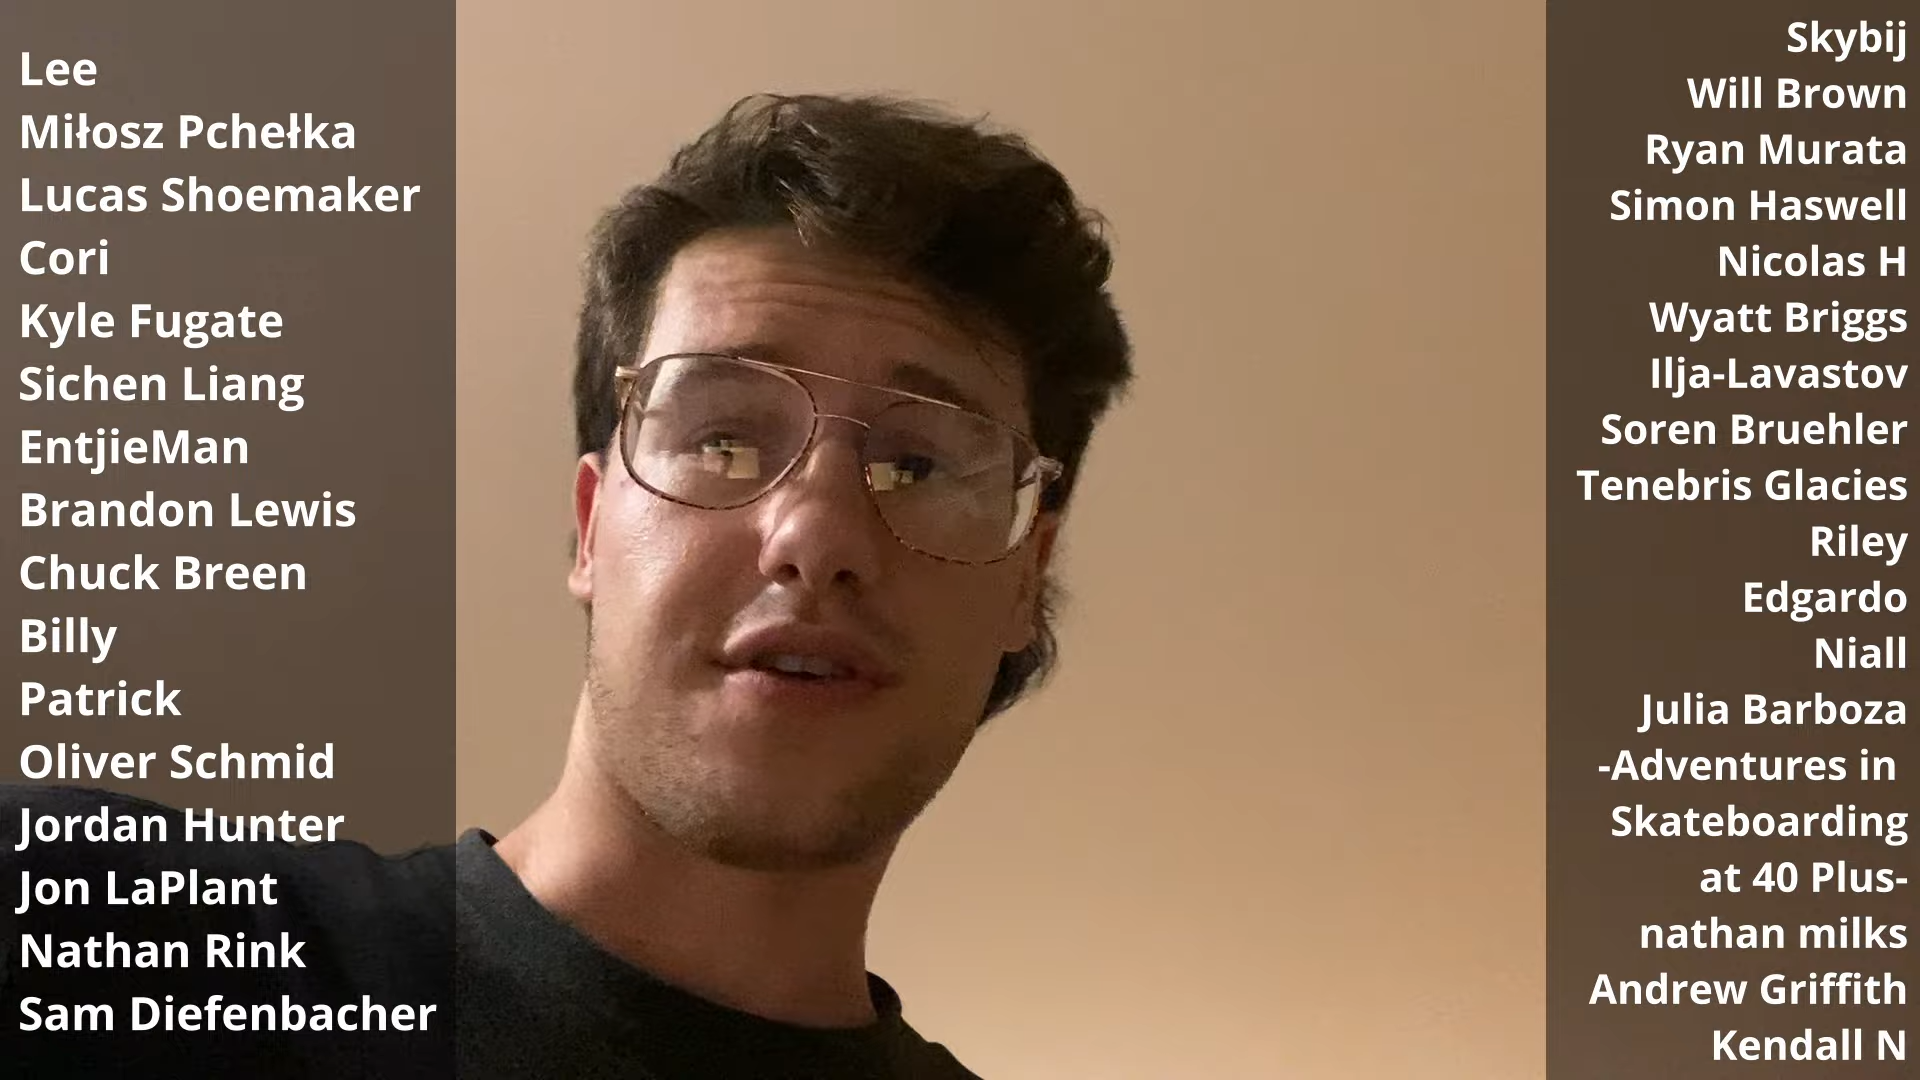 Lee
Miłosz Pchełka
Lucas Shoemaker
Cori
Kyle Fugate
Sichen Liang
EntjieMan
Brandon Lewis
Chuck Breen
Billy
Patrick
Oliver Schmid
Jordan Hunter
Jon LaPlant
Nathan Rink
Sam Diefenbacher
Skybij
Will Brown
Ryan Murata
Simon Haswell
Nicolas H
Wyatt Briggs
Ilja-Lavastov
Soren Bruehler
Tenebris Glacies
Riley
Edgardo
Niall
Julia Barboza
-Adventures in
Skateboarding
at 40 Plus-
nathan milks
Andrew Griffith
Kendall N